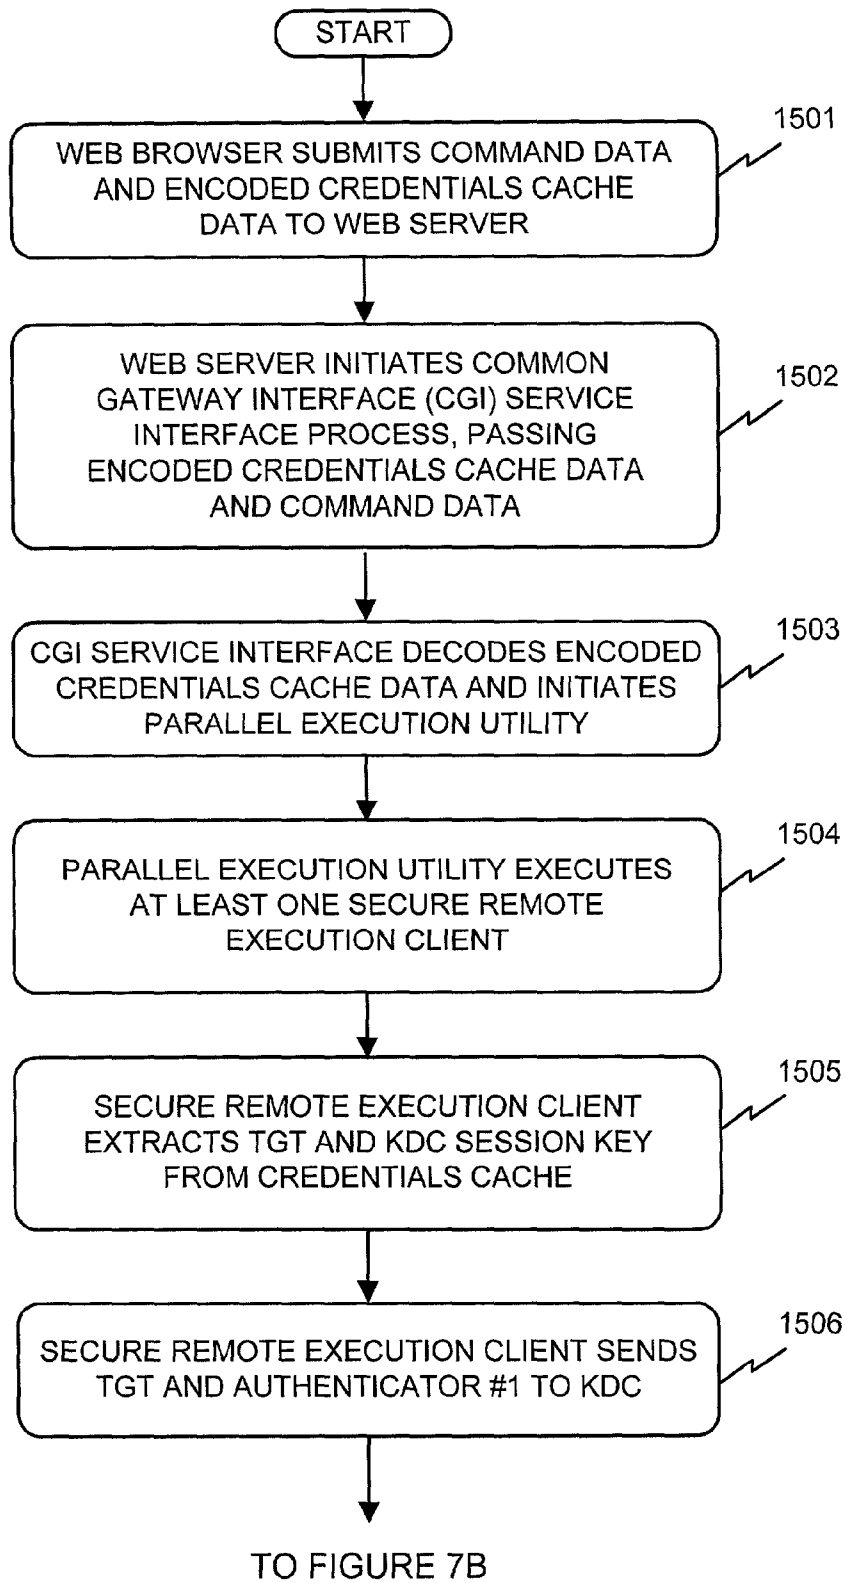 START
1501
WEB BROWSER SUBMITS COMMAND DATA
AND ENCODED CREDENTIALS CACHE
DATA TO WEB SERVER
1502
WEB SERVER INITIATES COMMON
GATEWAY INTERFACE (CGI) SERVICE
INTERFACE PROCESS, PASSING
ENCODED CREDENTIALS CACHE DATA
AND COMMAND DATA
1503
CGI SERVICE INTERFACE DECODES ENCODED
CREDENTIALS CACHE DATA AND INITIATES
PARALLEL EXECUTION UTILITY
1504
PARALLEL EXECUTION UTILITY EXECUTES
AT LEAST ONE SECURE REMOTE
EXECUTION CLIENT
1505
SECURE REMOTE EXECUTION CLIENT
EXTRACTS TGT AND KDC SESSION KEY
FROM CREDENTIALS CACHE
1506
SECURE REMOTE EXECUTION CLIENT SENDS
TGT AND AUTHENTICATOR #1 TO KDC
TO FIGURE 7B